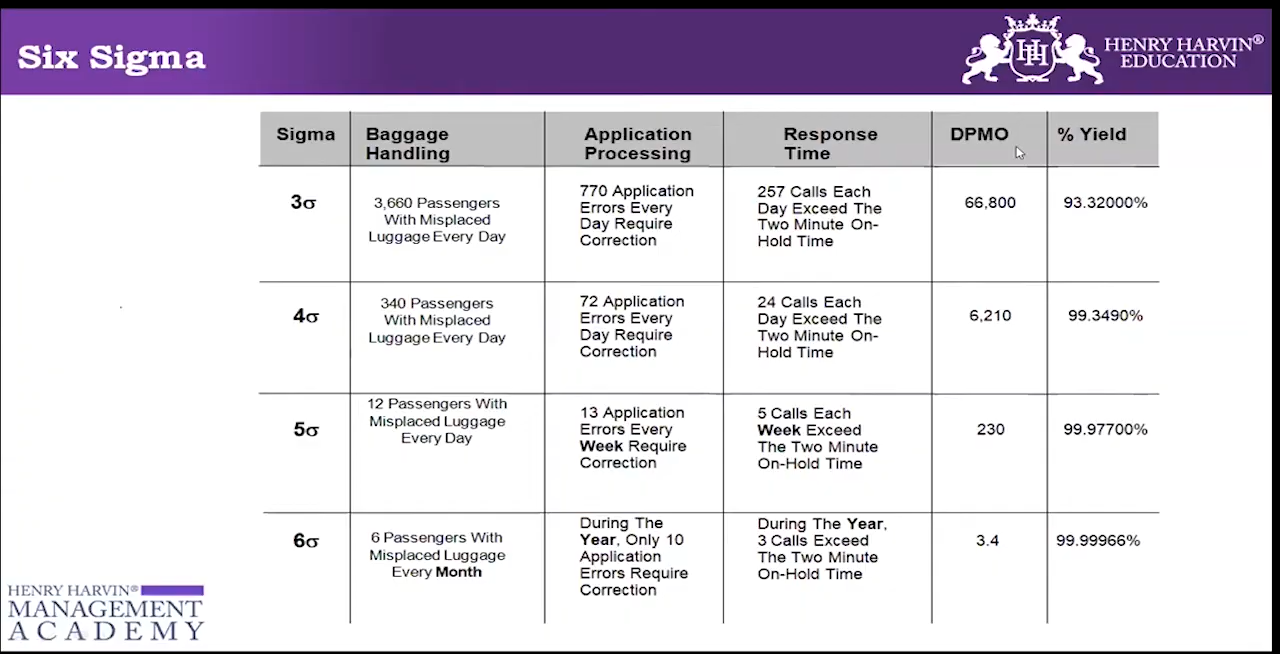 Six Sigma
HH
HENRY HARVIN®
EDUCATION
Sigma
Baggage
Handling
Application
Processing
Response
Time
DPMO
% Yield
3σ
3,660 Passengers
With Misplaced
Luggage Every Day
770 Application
Errors Every
Day Require
Correction
257 Calls Each
Day Exceed The
Two Minute On-
Hold Time
66,800
93.32000%
4σ
340 Passengers
With Misplaced
Luggage Every Day
72 Application
Errors Every
Day Require
Correction
24 Calls Each
Day Exceed The
Two Minute On-
Hold Time
6,210
99.3490%
5σ
12 Passengers With
Misplaced Luggage
Every Day
13 Application
Errors Every
Week Require
Correction
5 Calls Each
Week Exceed
The Two Minute
On-Hold Time
230
99.97700%
6σ
6 Passengers With
Misplaced Luggage
Every Month
During The
Year, Only 10
Application
Errors Require
Correction
During The Year,
3 Calls Exceed
The Two Minute
On-Hold Time
3.4
99.99966%
HENRY HARVIN®
MANAGEMENT
ACADEMY